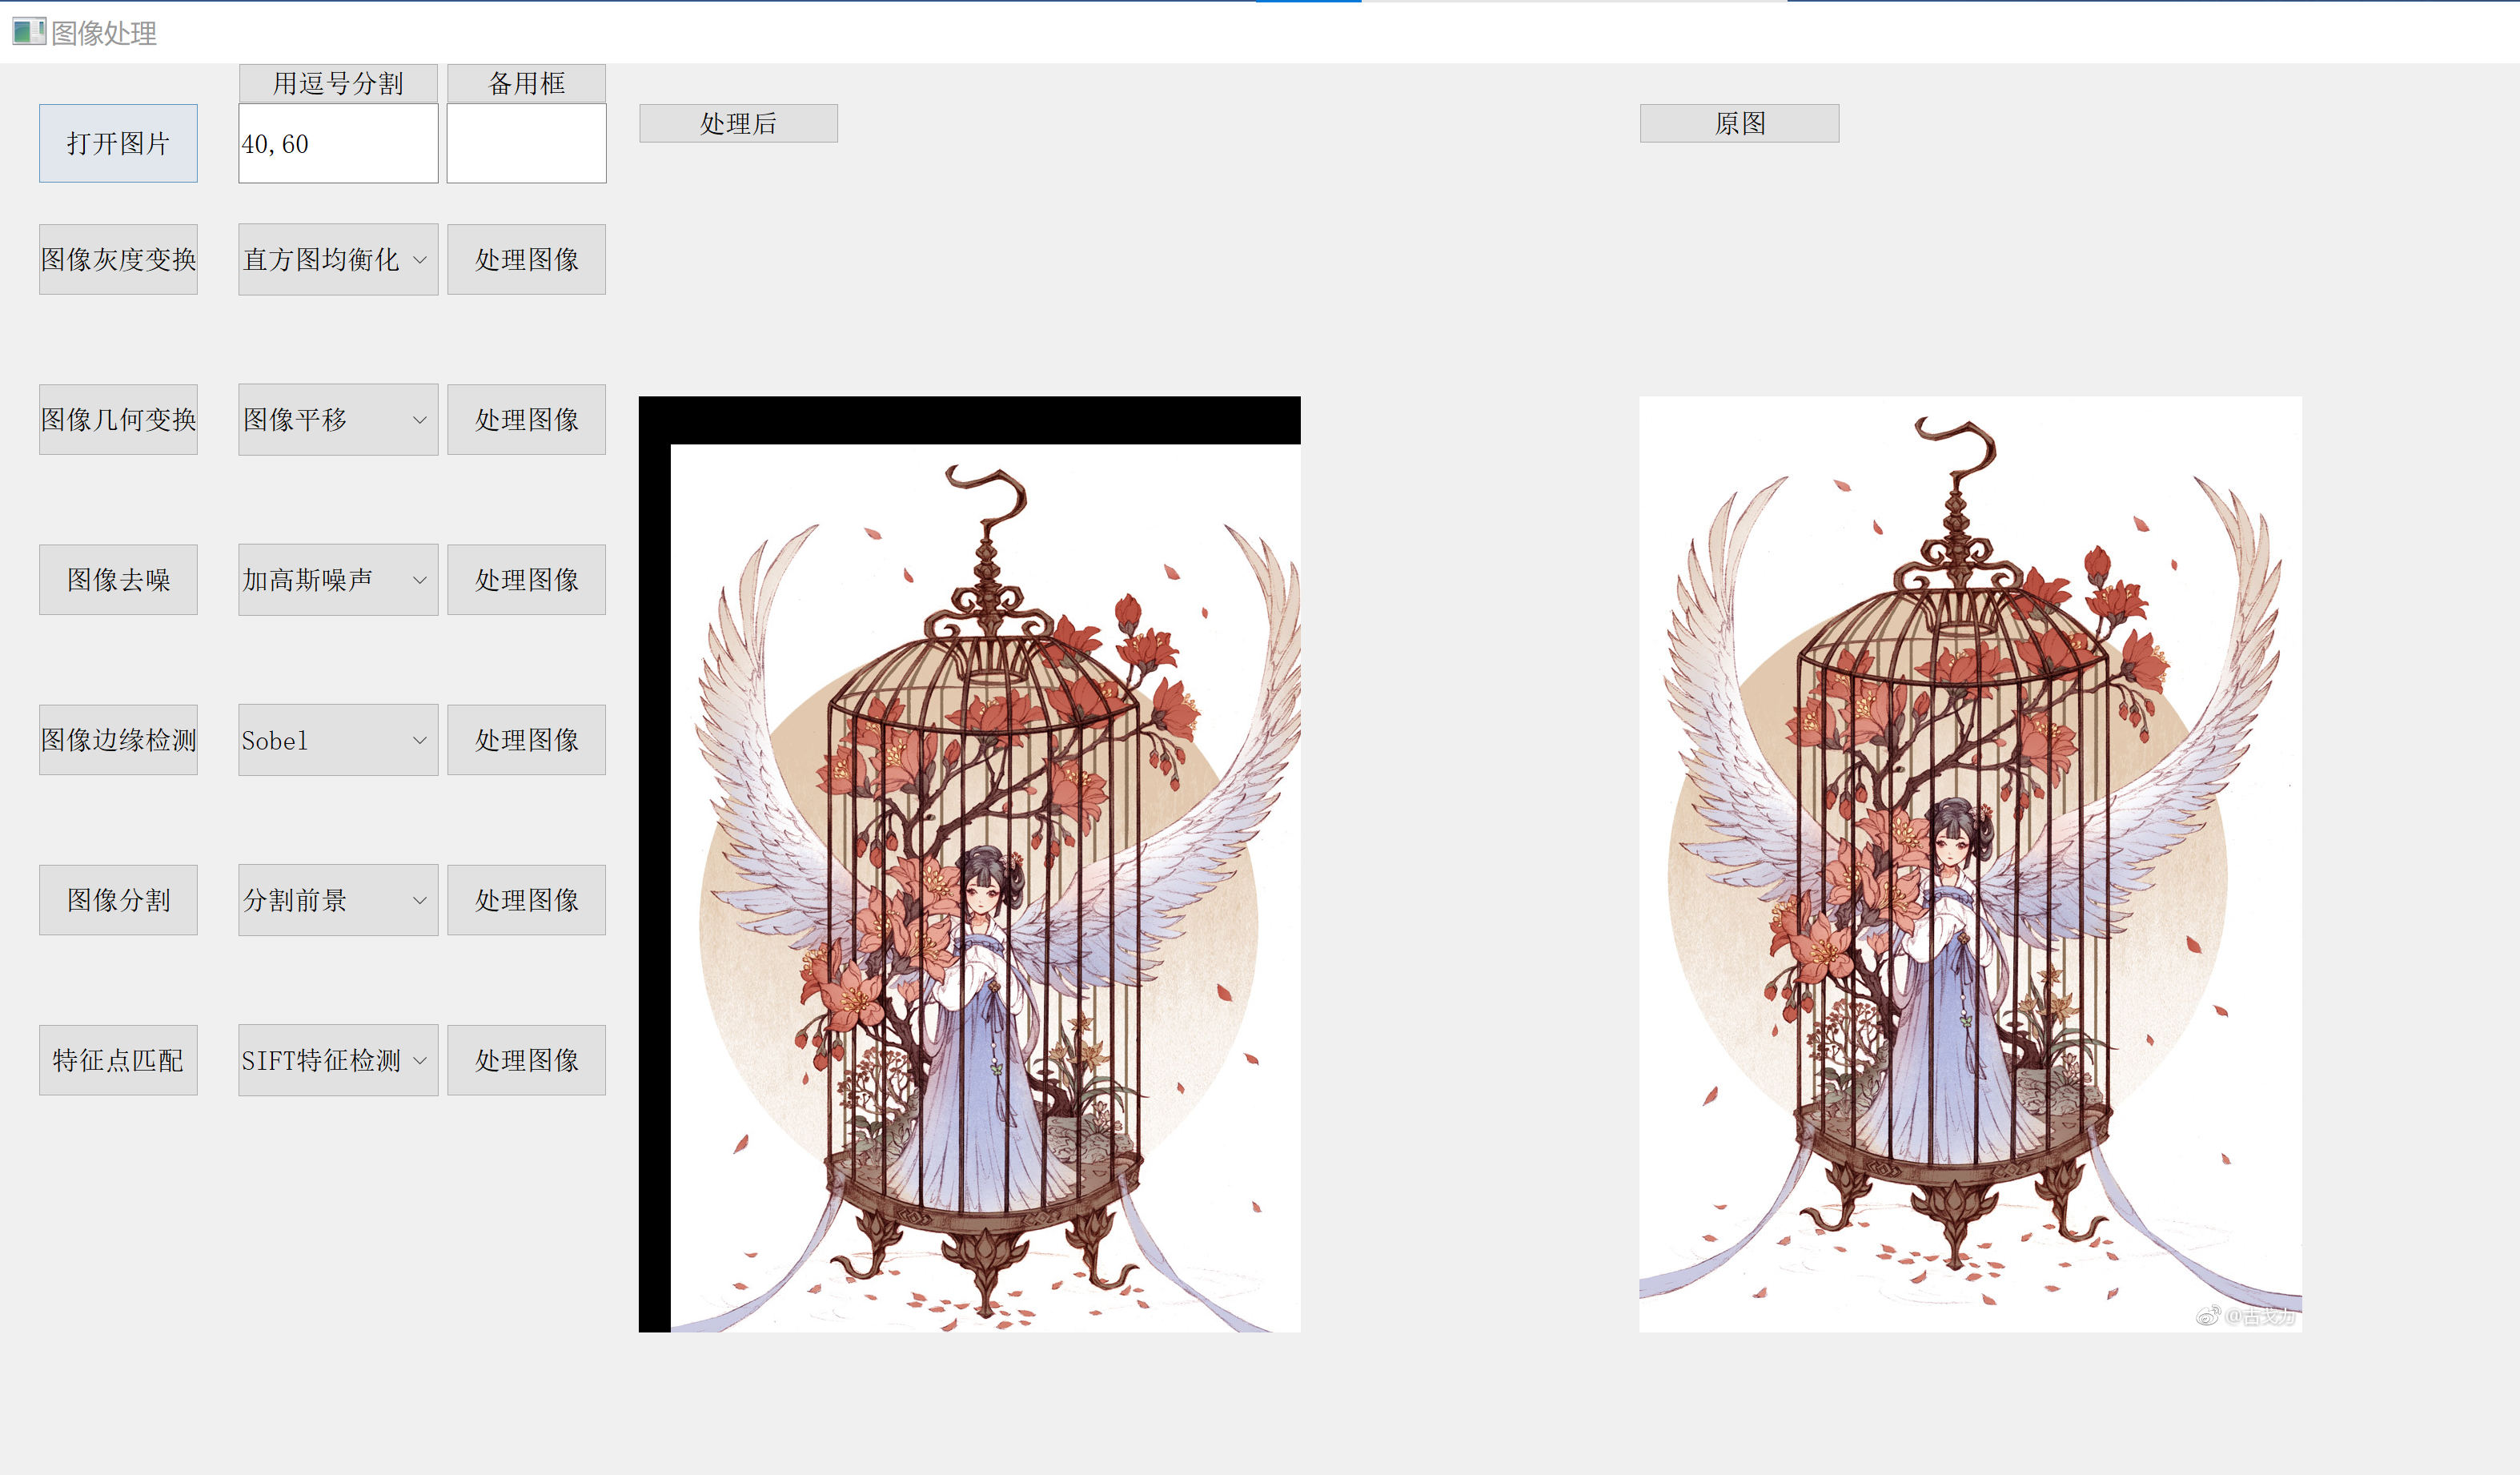 图像处理
用逗号分割
备用框
打开图片
40,60
处理后
原图
图像灰度变换
直方图均衡化
处理图像
图像几何变换
图像平移
处理图像
图像去噪
加高斯噪声
处理图像
图像边缘检测
Sobel
处理图像
图像分割
分割前景
处理图像
特征点匹配
SIFT特征检测
处理图像
@古戈力